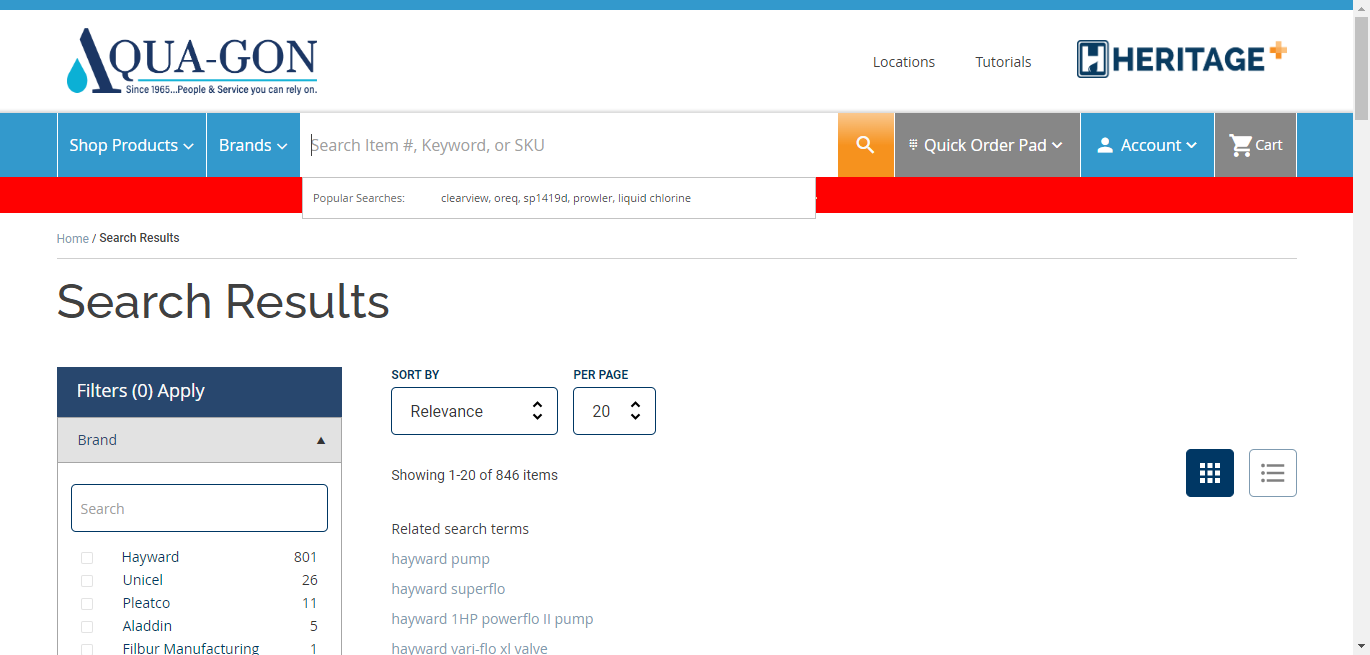 AQUA-GON
Since 1965...People & Service you can rely on.
Locations
Tutorials
HERITAGE+
Shop Products
Brands
Search Item #, Keyword, or SKU
Quick Order Pad
Account
Cart
Popular Searches:
clearview, oreq, sp1419d, prowler, liquid chlorine
Home / Search Results
Search Results
Filters (0) Apply
Brand
Search
Hayward 801
Unicel 26
Pleatco 11
Aladdin 5
Filbur Manufacturing 1
SORT BY
PER PAGE
Relevance
20
Showing 1-20 of 846 items
Related search terms
hayward pump
hayward superflo
hayward 1HP powerflo II pump
hayward vari-flo xl valve